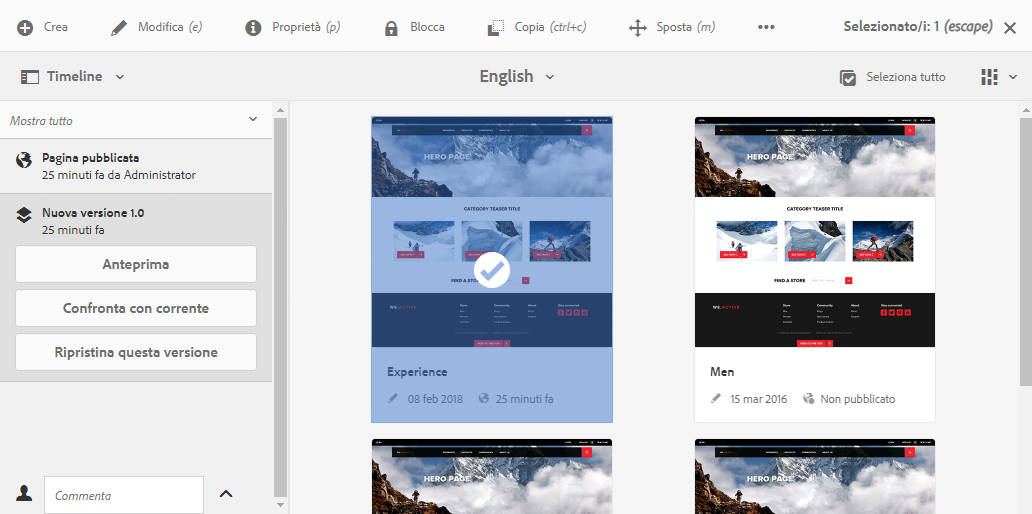 Crea
Modifica (e)
Proprietà (p)
Blocca
Copia (ctrl+c)
Sposta (m)
Selezionato/i: 1 (escape)
Timeline
English
Seleziona tutto
Mostra tutto
Pagina pubblicata
25 minuti fa da Administrator
Nuova versione 1.0
25 minuti fa
Anteprima
Confronta con corrente
Ripristina questa versione
Commenta
HERO PAGE
CATEGORY TEASER TITLE
FIND A STORE
Experience
08 feb 2018
25 minuti fa
HERO PAGE
CATEGORY TEASER TITLE
FIND A STORE
Men
15 mar 2016
Non pubblicato
HERO PAGE
HERO PAGE